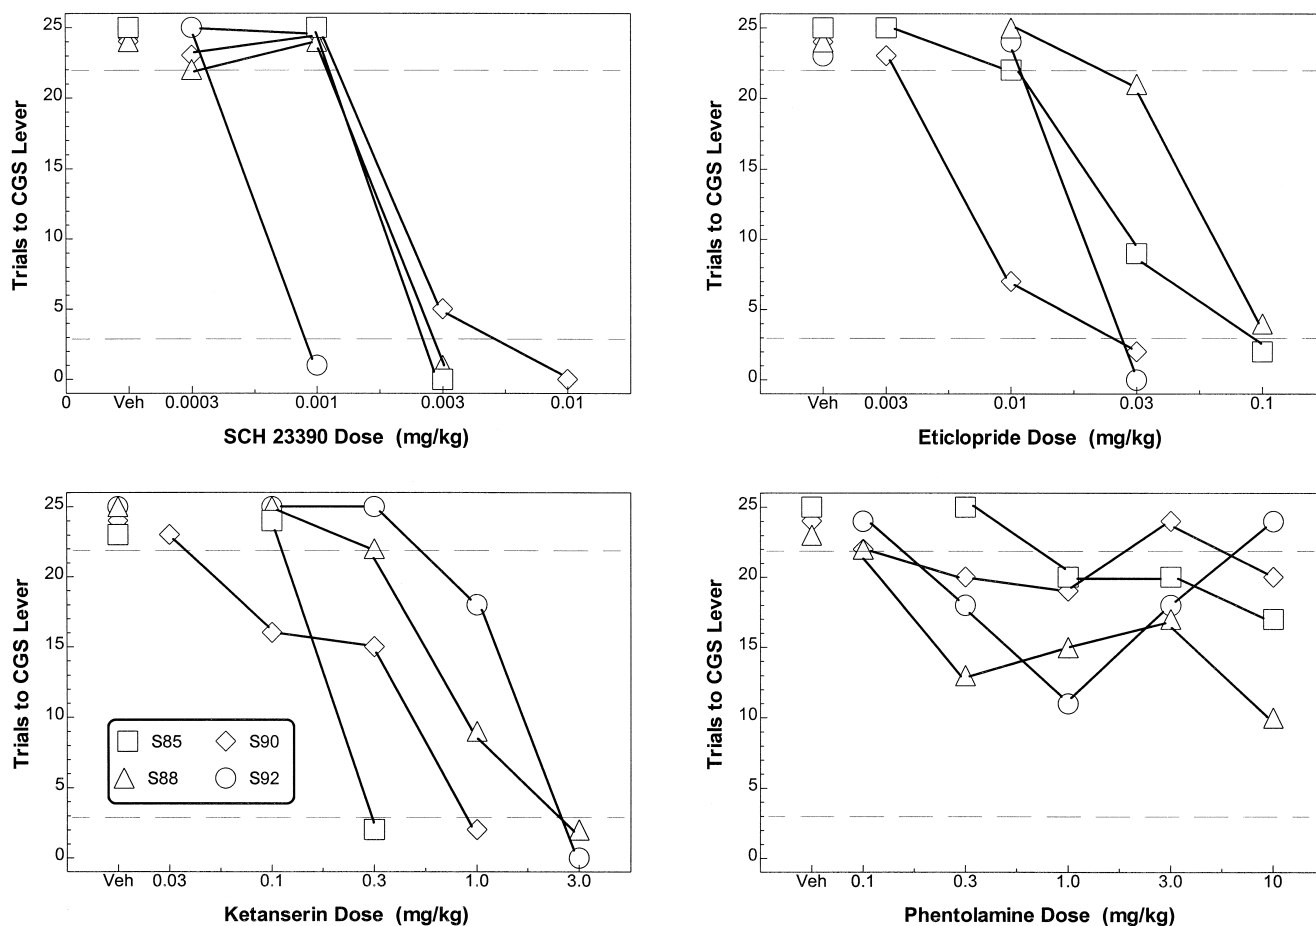 25
20
15
10
5
0
Trials to CGS Lever
0 Veh 0.0003 0.001 0.003 0.01
SCH 23390 Dose (mg/kg)
25
20
15
10
5
0
Trials to CGS Lever
Veh 0.003 0.01 0.03 0.1
Eticlopride Dose (mg/kg)
25
20
15
10
5
0
Trials to CGS Lever
S85 S90
S88 S92
Veh 0.03 0.1 0.3 1.0 3.0
Ketanserin Dose (mg/kg)
25
20
15
10
5
0
Trials to CGS Lever
Veh 0.1 0.3 1.0 3.0 10
Phentolamine Dose (mg/kg)